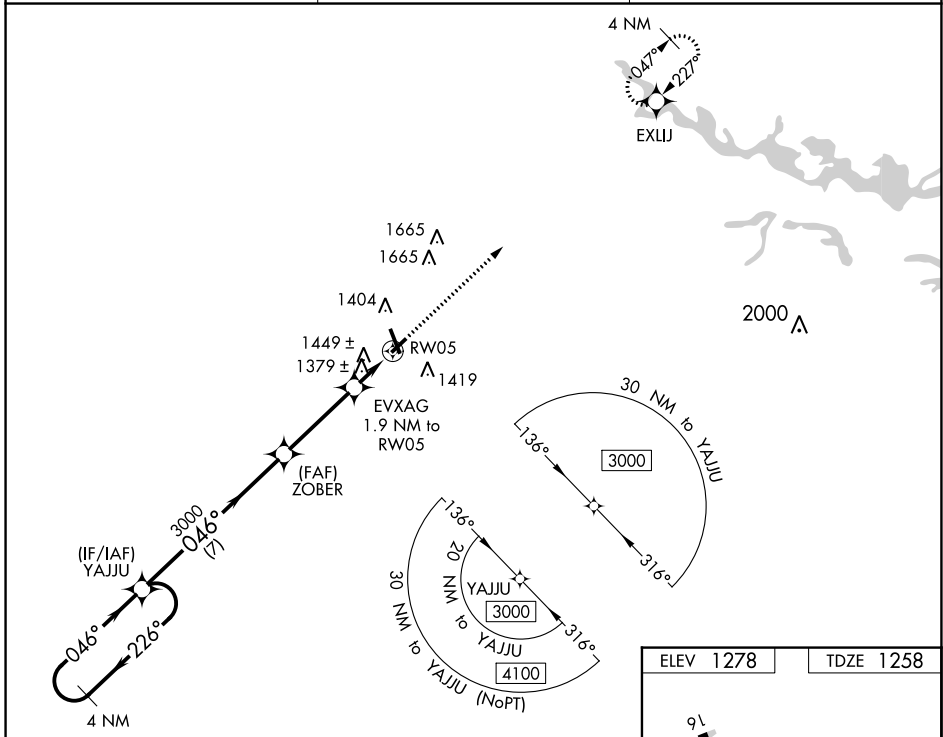 4 NM
047°
227°
EXLIJ
1665
1665
1404
2000
1449 ±
RW05
1379 ±
1419
EVXAG
1.9 NM to
RW05
30 NM to YAJJU
136°
3000
316°
(FAF)
ZOBER
3000
046°
(7)
(IF/IAF)
YAJJU
046°
226°
4 NM
136°
20 NM to YAJJU
YAJJU
3000
316°
4100
30 NM to YAJJU (NoPT)
ELEV 1278
TDZE 1258
16